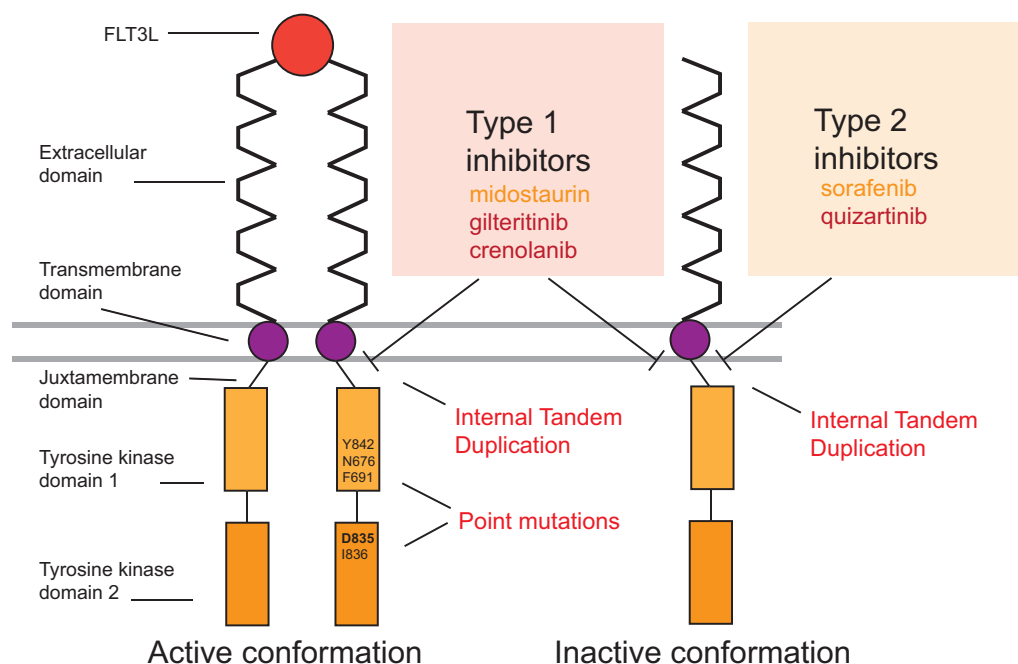 FLT3L
Extracellular
domain
Transmembrane
domain
Juxtamembrane
domain
Tyrosine kinase
domain 1
Tyrosine kinase
domain 2
Y842
N676
F691
D835
I836
Type 1
inhibitors
midostaurin
gilteritinib
crenolanib
Internal Tandem
Duplication
Point mutations
Type 2
inhibitors
sorafenib
quizartinib
Internal Tandem
Duplication
Active conformation
Inactive conformation